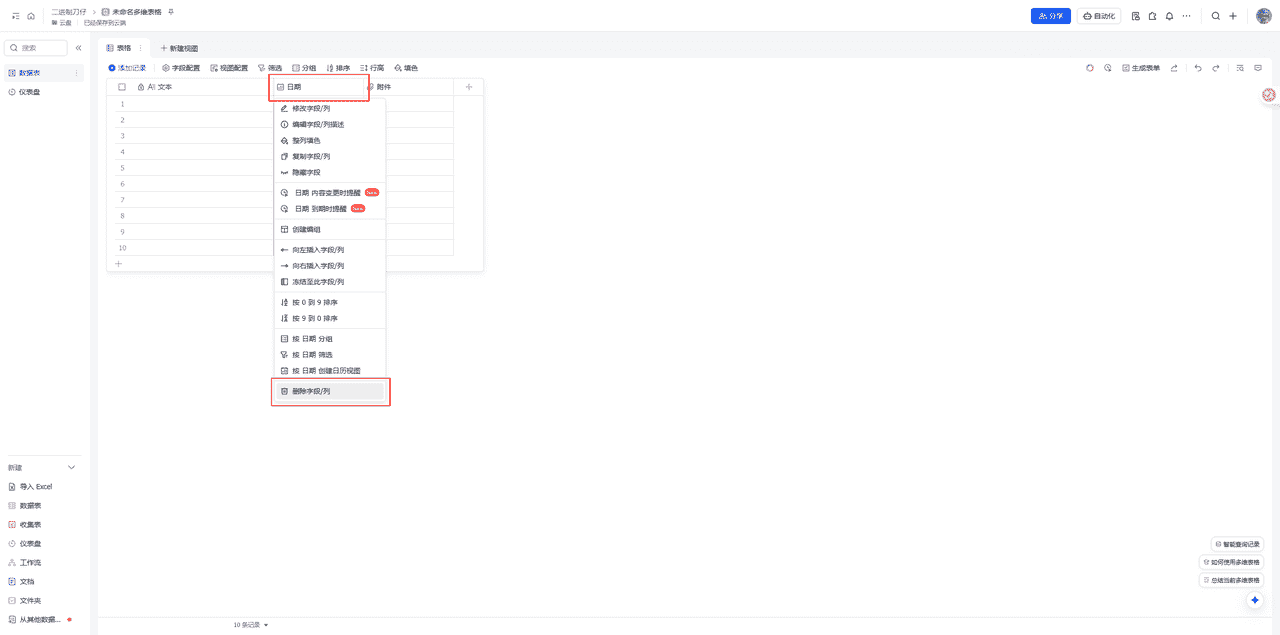 二进制刀仔 > 未命名多维表格
云盘 | 已经保存到云端
分享
自动化
搜索
数据表
仪表盘
表格
+ 新建视图
添加记录
字段配置
视图配置
筛选
分组
排序
行高
填色
生成表单
A 文本
日期
附件
1
2
3
4
5
6
7
8
9
10
修改字段/列
编辑字段/列描述
整列填色
复制字段/列
隐藏字段
日期 内容变更时提醒 New
日期 到期时提醒 New
创建编组
向左插入字段/列
向右插入字段/列
冻结至此字段/列
按 0 到 9 排序
按 9 到 0 排序
按 日期 分组
按 日期 筛选
按 日期 创建日历视图
删除字段/列
新建
导入 Excel
数据表
收集表
仪表盘
工作流
文档
文件夹
从其他数据...
智能查询记录
如何使用多维表格
总结当前多维表格
10 条记录